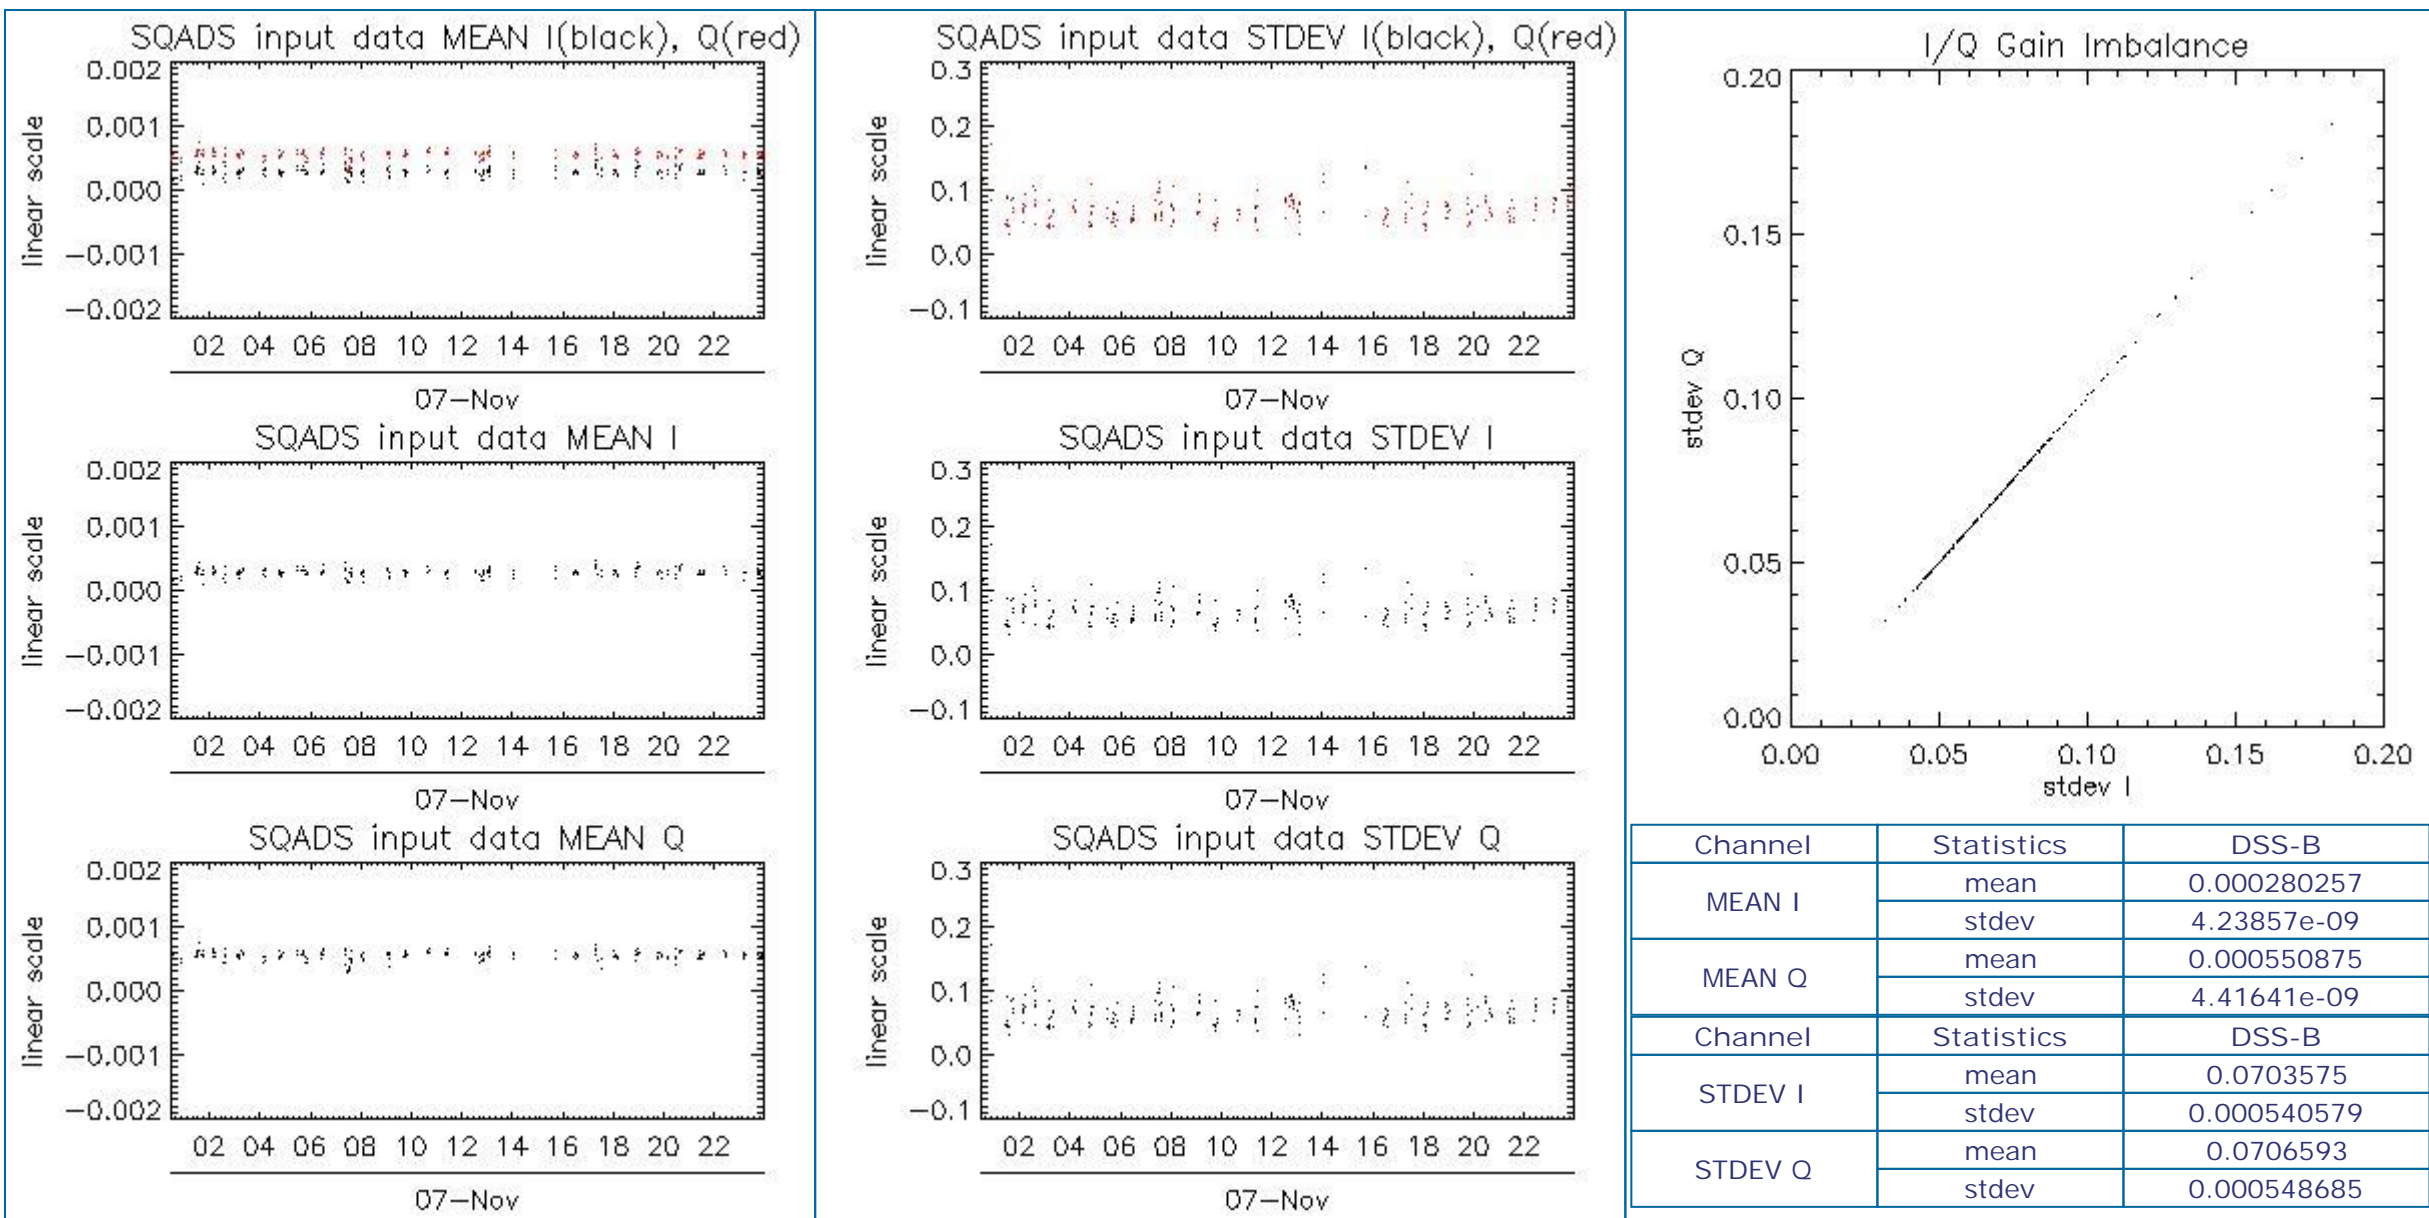 SQADS input data MEAN I(black), Q(red)
0.002
0.001
0.000
−0.001
−0.002
linear scale
02 04 06 08 10 12 14 16 18 20 22
07−Nov
SQADS input data MEAN I
0.002
0.001
0.000
−0.001
−0.002
linear scale
02 04 06 08 10 12 14 16 18 20 22
07−Nov
SQADS input data MEAN Q
0.002
0.001
0.000
−0.001
−0.002
linear scale
02 04 06 08 10 12 14 16 18 20 22
07−Nov
SQADS input data STDEV I(black), Q(red)
0.3
0.2
0.1
0.0
−0.1
linear scale
02 04 06 08 10 12 14 16 18 20 22
07−Nov
SQADS input data STDEV I
0.3
0.2
0.1
0.0
−0.1
linear scale
02 04 06 08 10 12 14 16 18 20 22
07−Nov
SQADS input data STDEV Q
0.3
0.2
0.1
0.0
−0.1
linear scale
02 04 06 08 10 12 14 16 18 20 22
07−Nov
I/Q Gain Imbalance
0.20
0.15
0.10
0.05
0.00
stdev Q
0.00 0.05 0.10 0.15 0.20
stdev I
Channel Statistics DSS-B
MEAN I mean 0.000280257
stdev 4.23857e-09
MEAN Q mean 0.000550875
stdev 4.41641e-09
Channel Statistics DSS-B
STDEV I mean 0.0703575
stdev 0.000540579
STDEV Q mean 0.0706593
stdev 0.000548685